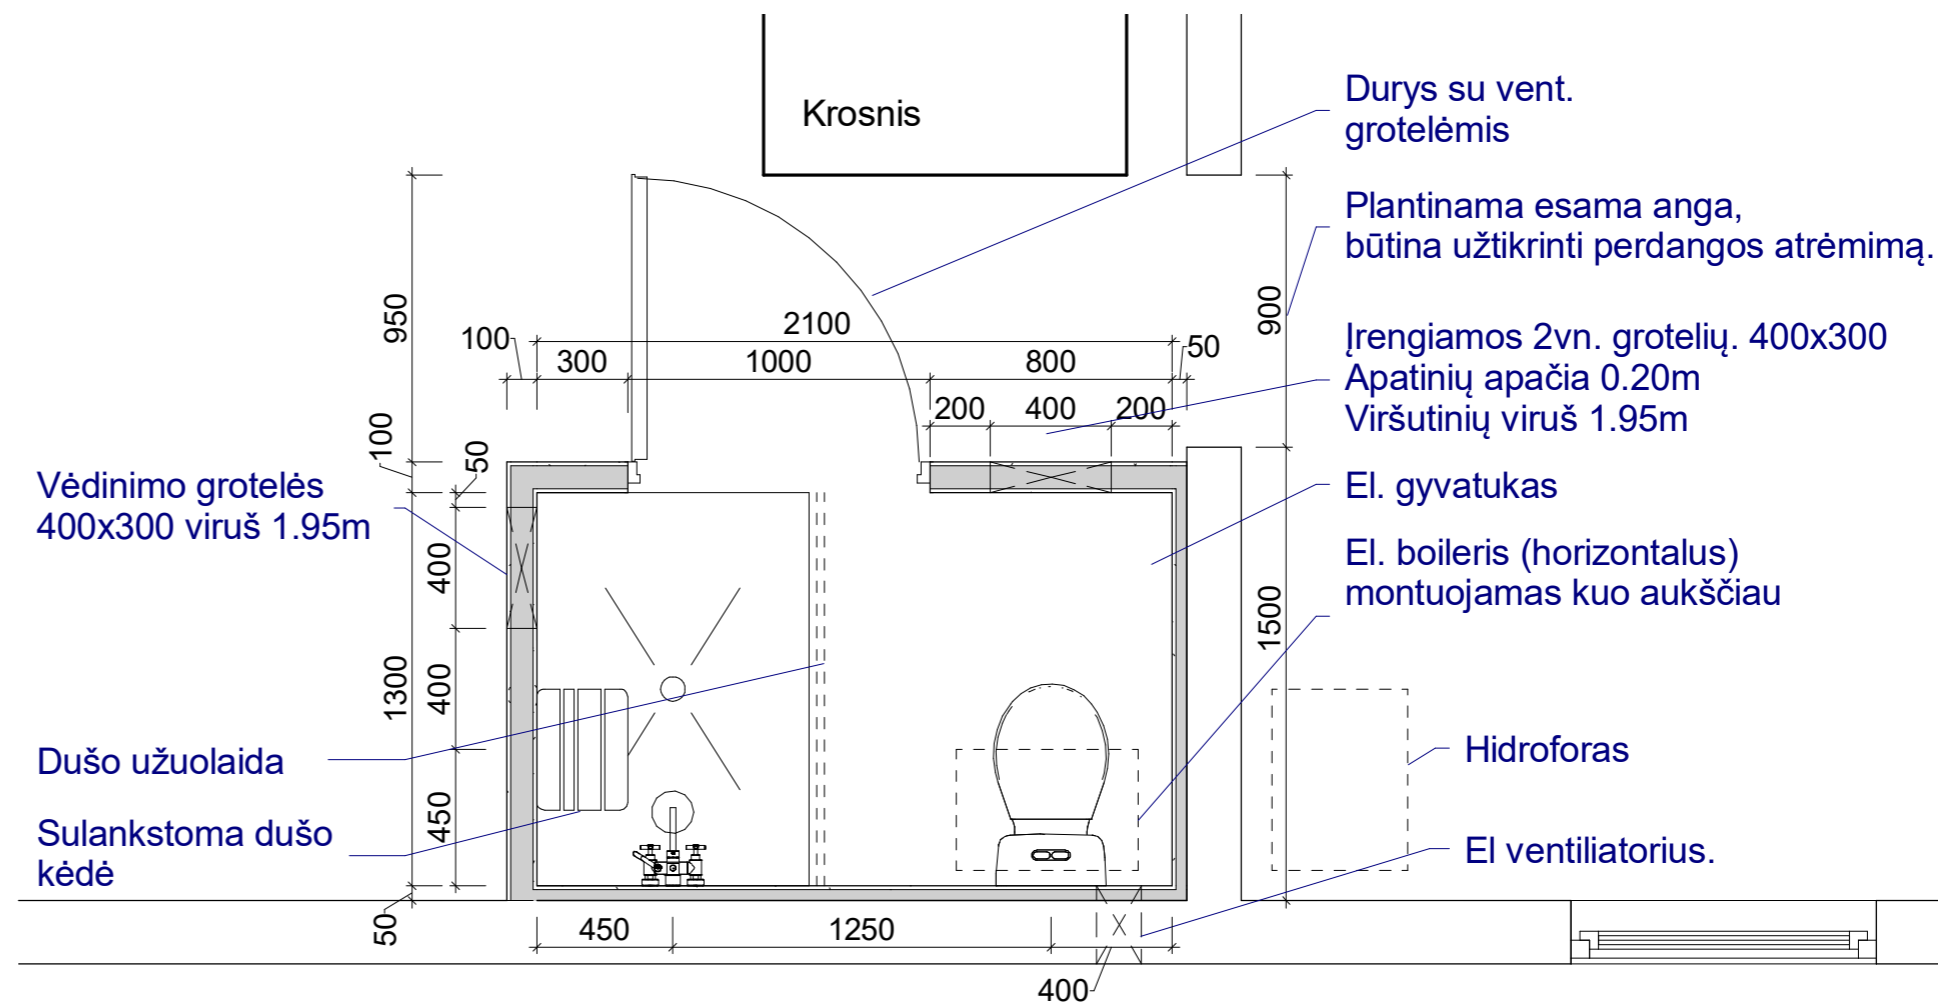 Krosnis
Durys su vent.
grotelėmis
Plantinama esama anga,
būtina užtikrinti perdangos atrėmimą.
Įrengiamos 2vn. grotelių. 400x300
Apatinių apačia 0.20m
Viršutinių viruš 1.95m
El. gyvatukas
El. boileris (horizontalus)
montuojamas kuo aukščiau
Hidroforas
El ventiliatorius.
Vėdinimo grotelės
400x300 viruš 1.95m
Dušo užuolaida
Sulankstoma dušo
kėdė
950
100
1300
50
50
400
400
450
2100
100
300
1000
800
50
200
400
200
900
1500
450
1250
400